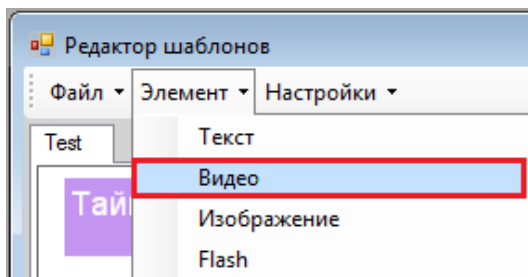 Редактор шаблонов
Файл Элемент Настройки
Test
Текст
Видео
Изображение
Flash